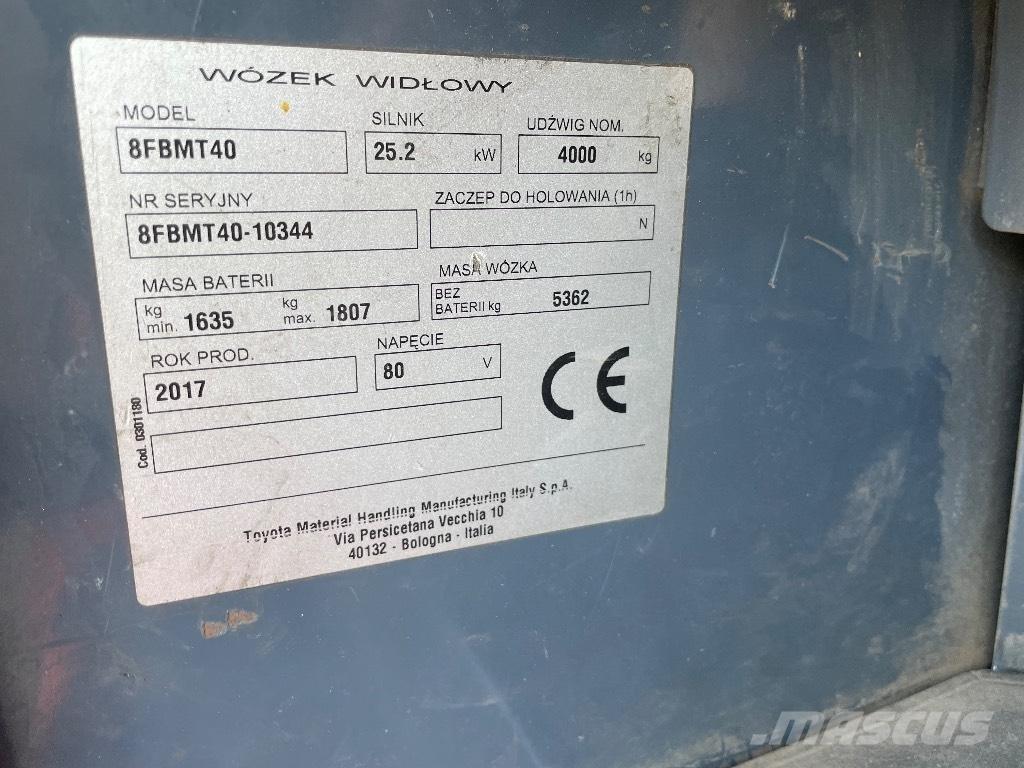 WÓZEK WIDŁOWY
MODEL
8FBMT40
SILNIK
25.2 kW
UDŹWIG NOM.
4000 kg
NR SERYJNY
8FBMT40-10344
ZACZEP DO HOLOWANIA (1h)
N
MASA BATERII
kg min. 1635 kg max. 1807
MASA WÓZKA
BEZ
BATERII kg 5362
ROK PROD.
2017
NAPĘCIE
80 V
CE
Cod. 0301180
Toyota Material Handling Manufacturing Italy S.p.A.
Via Persicetana Vecchia 10
40132 - Bologna - Italia
mascus